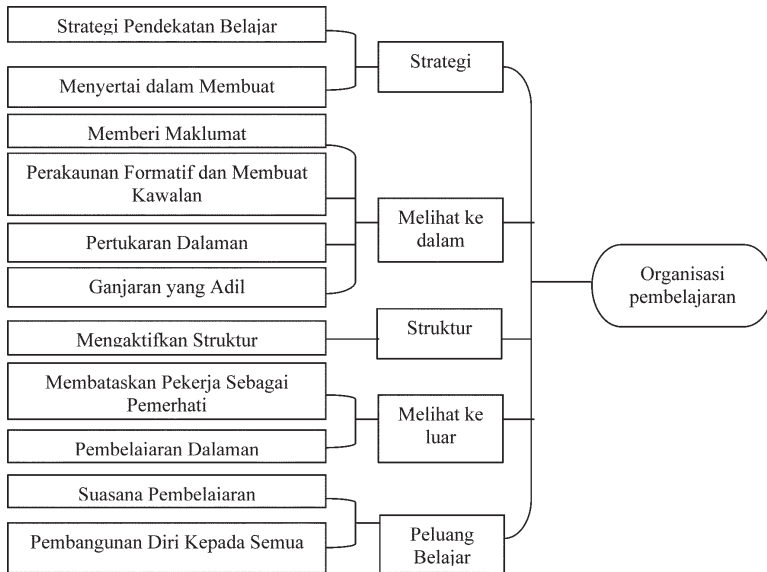 Strategi Pendekatan Belajar
Menyertai dalam Membuat
Memberi Maklumat
Perakaunan Formatif dan Membuat
Kawalan
Pertukaran Dalaman
Ganjaran yang Adil
Mengaktifkan Struktur
Membataskan Pekerja Sebagai
Pemerhati
Pembelaiaran Dalaman
Suasana Pembelaiaran
Pembangunan Diri Kepada Semua
Strategi
Melihat ke
dalam
Struktur
Melihat ke
luar
Peluang
Belajar
Organisasi
pembelajaran